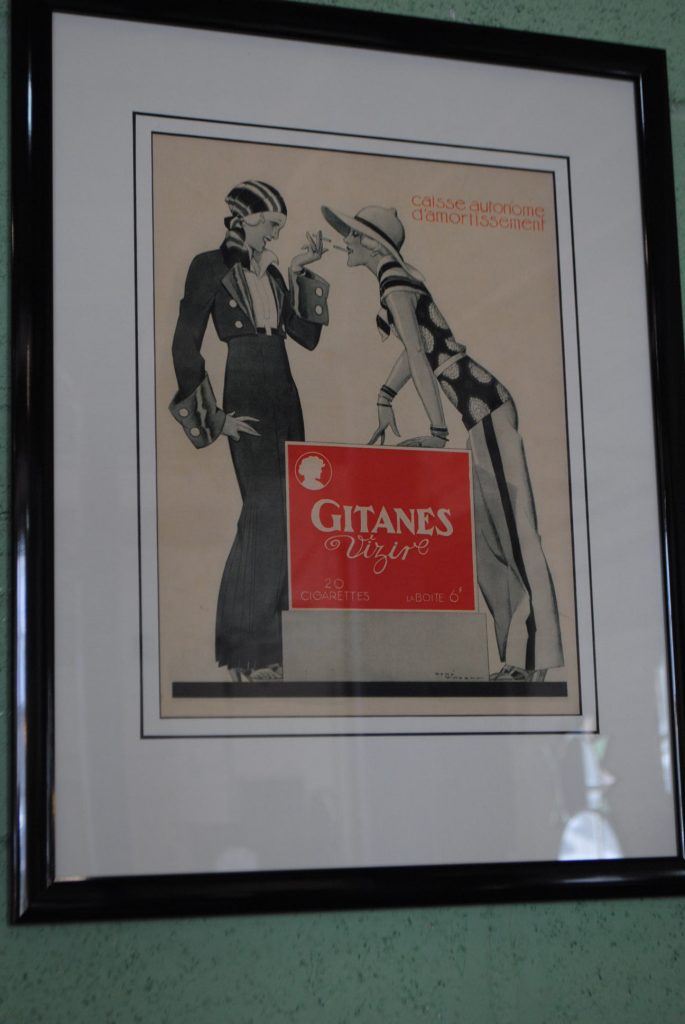 caisse autonome
d'amortissement
GITANES
Vizir
20
CIGARETTES
LA BOITE 6F